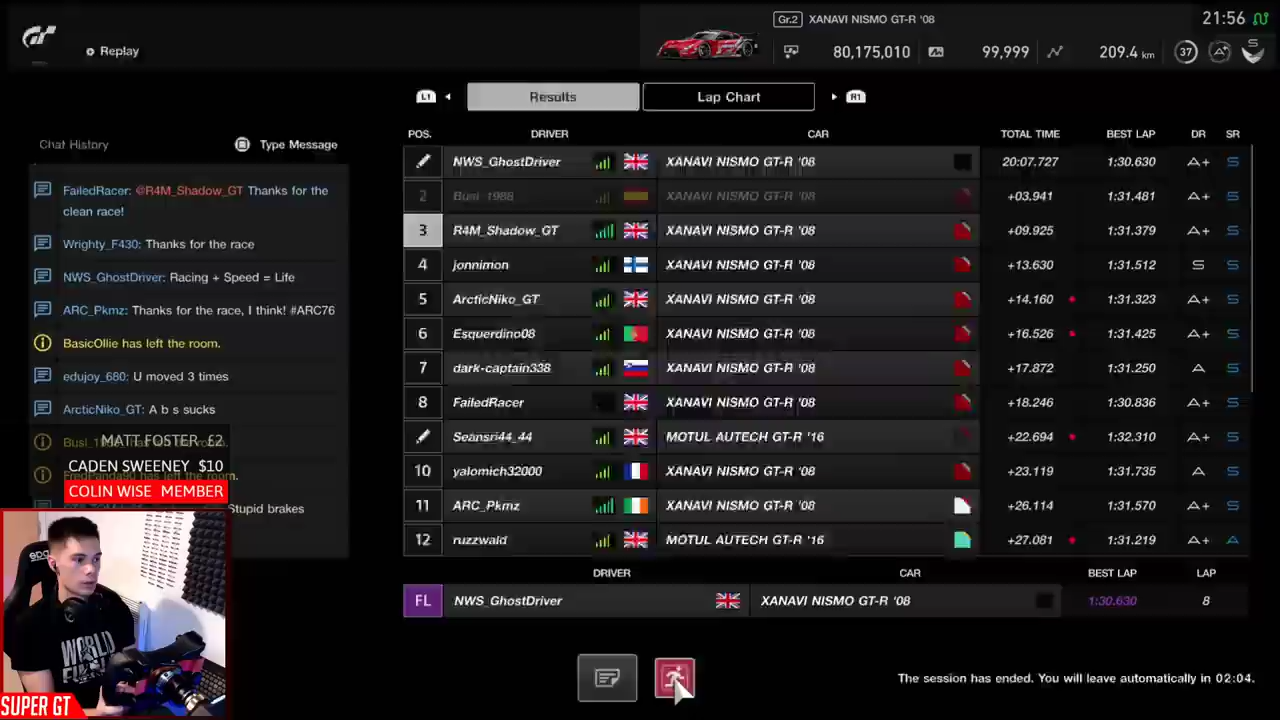 Gr.2 XANAVI NISMO GT-R '08
21:56
Replay
80,175,010
99,999
209.4 km
37
A+
S
L1
Results
Lap Chart
R1
Chat History
Type Message
FailedRacer: @R4M_Shadow_GT Thanks for the
clean race!
Wrighty_F430: Thanks for the race
NWS_GhostDriver: Racing + Speed = Life
ARC_Pkmz: Thanks for the race, I think! #ARC76
BasicOllie has left the room.
edujoy_680: U moved 3 times
ArcticNiko_GT: A b s sucks
MATT FOSTER £2
CADEN SWEENEY $10
COLIN WISE MEMBER
Stupid brakes
POS. DRIVER CAR TOTAL TIME BEST LAP DR SR
NWS_GhostDriver XANAVI NISMO GT-R '08 20:07.727 1:30.630 A+ S
2 Busi_1988 XANAVI NISMO GT-R '08 +03.941 1:31.481 A+ S
3 R4M_Shadow_GT XANAVI NISMO GT-R '08 +09.925 1:31.379 A+ S
4 jonnimon XANAVI NISMO GT-R '08 +13.630 1:31.512 S S
5 ArcticNiko_GT XANAVI NISMO GT-R '08 +14.160 1:31.323 A+ S
6 Esquerdino08 XANAVI NISMO GT-R '08 +16.526 1:31.425 A+ S
7 dark-captain338 XANAVI NISMO GT-R '08 +17.872 1:31.250 A S
8 FailedRacer XANAVI NISMO GT-R '08 +18.246 1:30.836 A+ S
Seansri44_44 MOTUL AUTECH GT-R '16 +22.694 1:32.310 A+ S
10 yalomich32000 XANAVI NISMO GT-R '08 +23.119 1:31.735 A S
11 ARC_Pkmz XANAVI NISMO GT-R '08 +26.114 1:31.570 A+ S
12 ruzzwald MOTUL AUTECH GT-R '16 +27.081 1:31.219 A+ A
DRIVER CAR BEST LAP LAP
FL NWS_GhostDriver XANAVI NISMO GT-R '08 1:30.630 8
The session has ended. You will leave automatically in 02:04.
SUPER GT